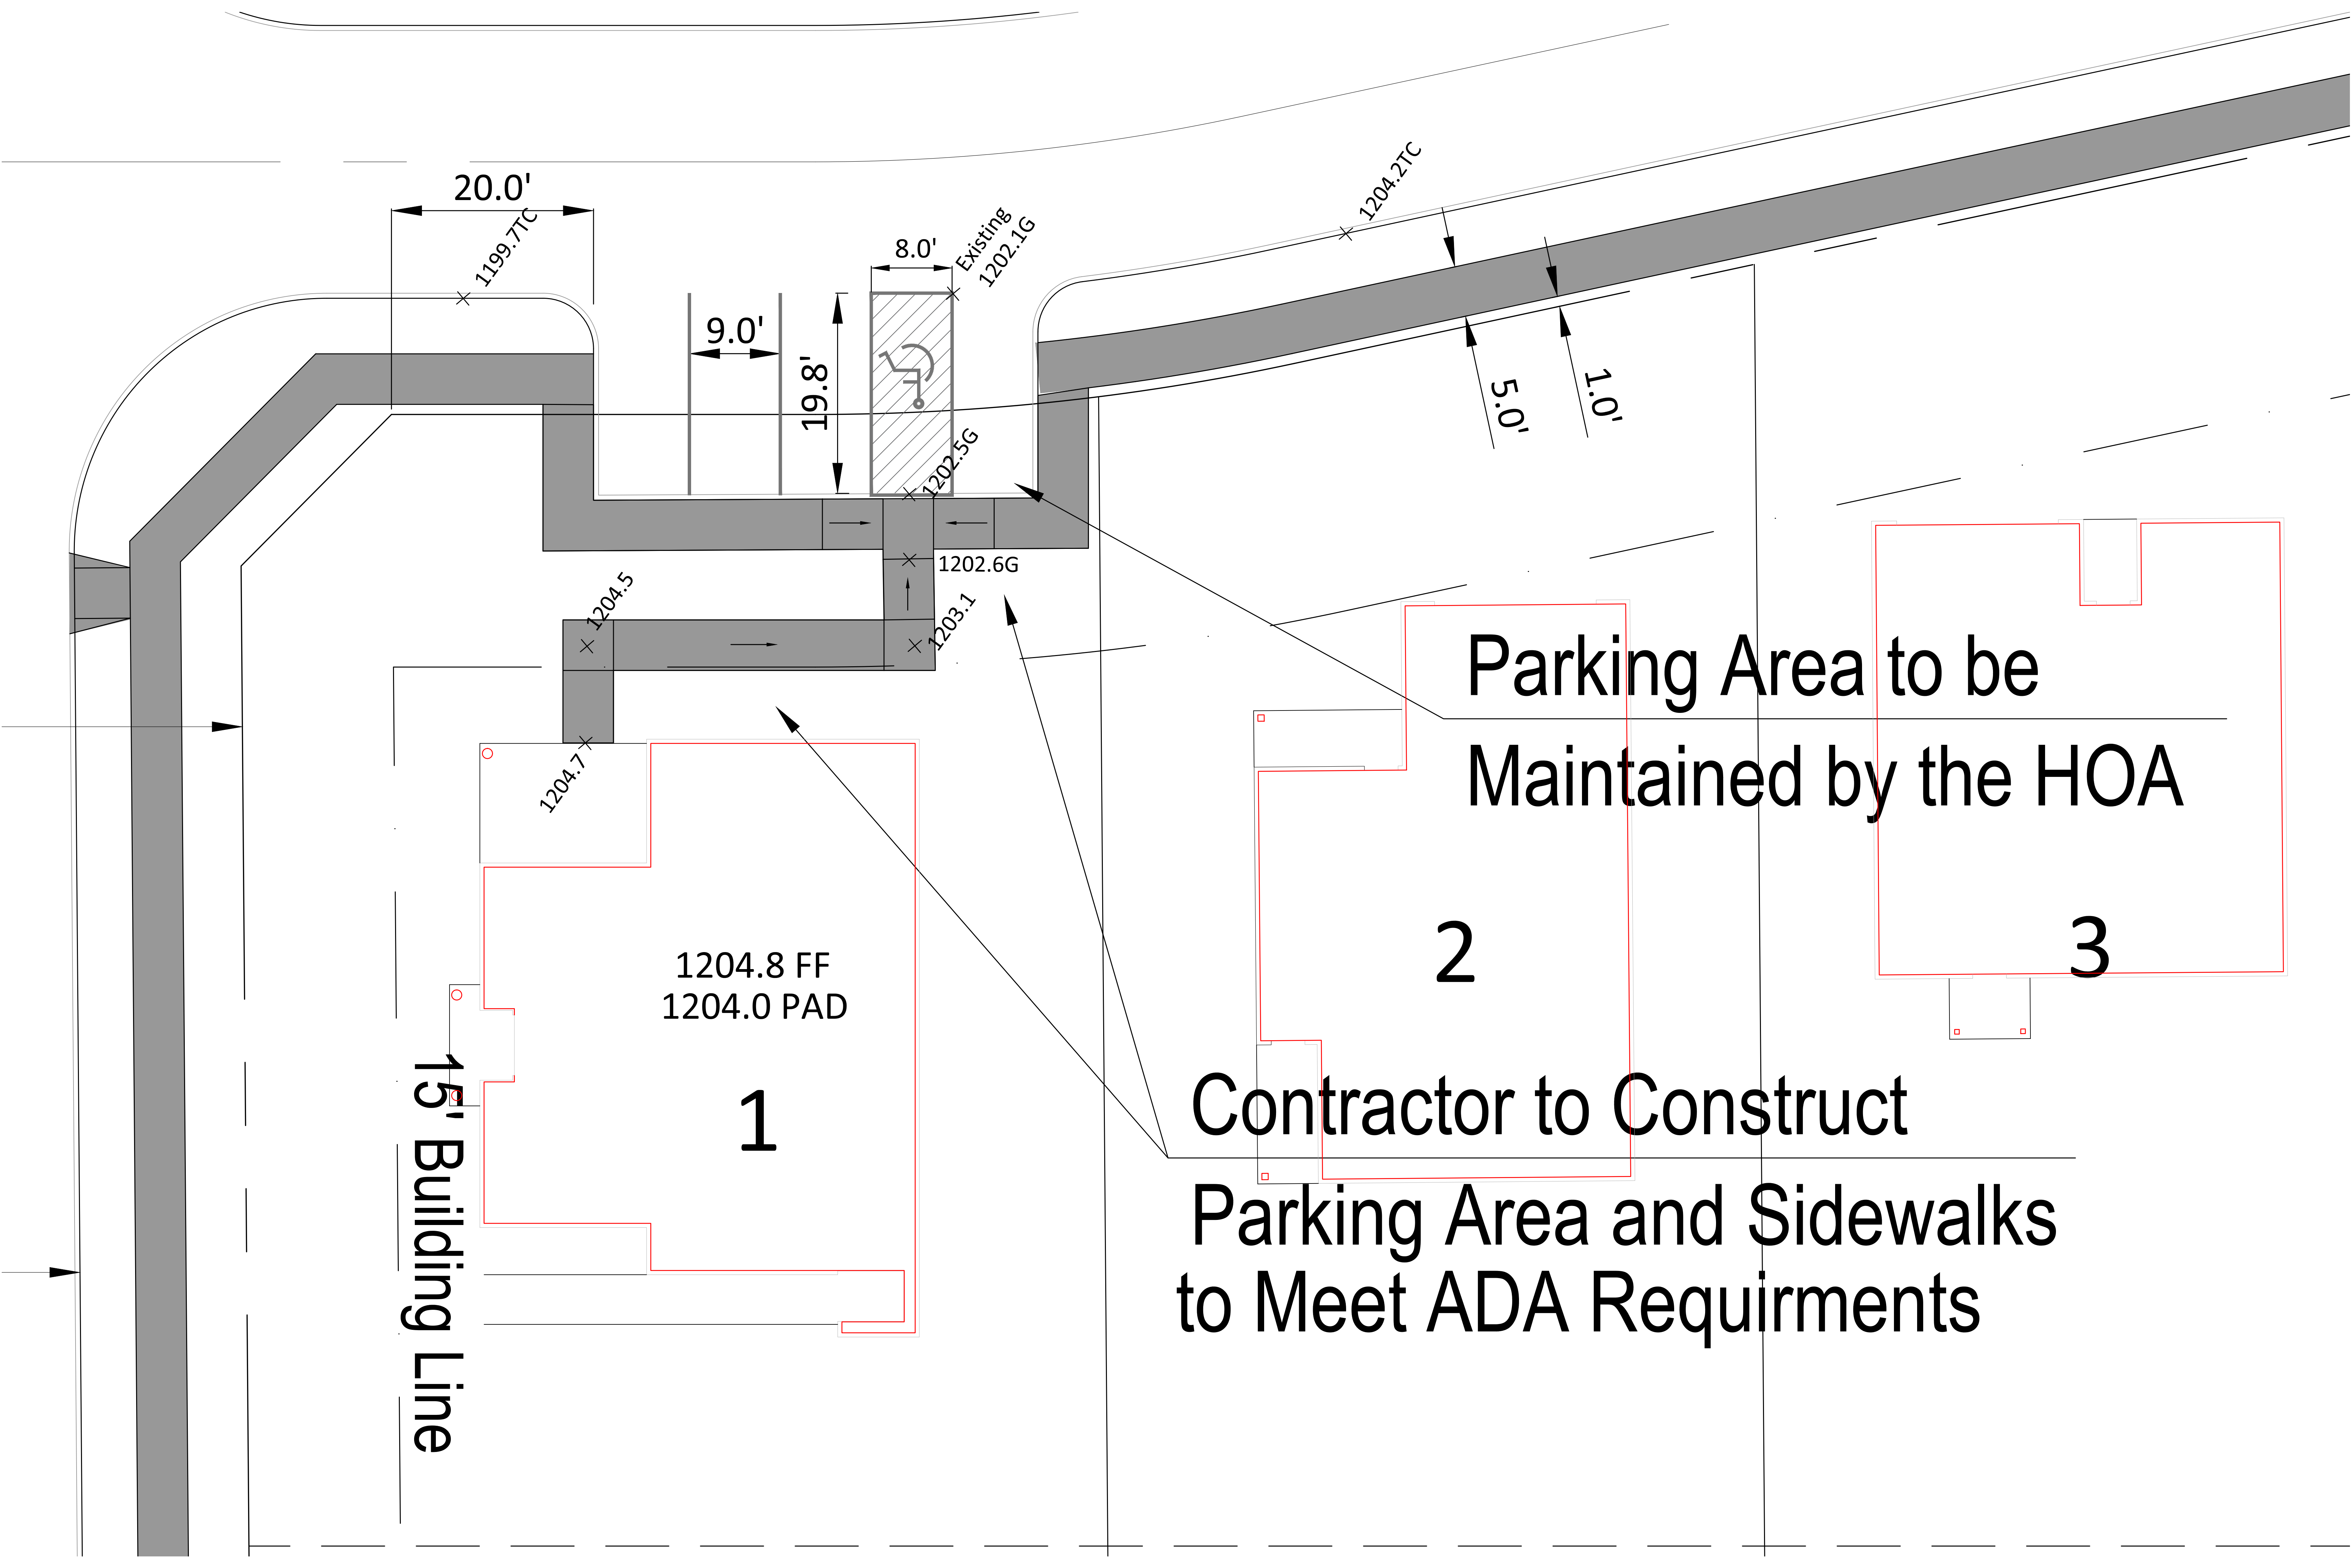 20.0'
1199.7TC
8.0'
Existing
1202.1G
1204.2TC
9.0'
19.8'
5.0'
1.0'
1202.5G
1202.6G
1204.5
1203.1
1204.7
Parking Area to be
Maintained by the HOA
1204.8 FF
1204.0 PAD
1
2
3
15' Building Line
Contractor to Construct
Parking Area and Sidewalks
to Meet ADA Requirments